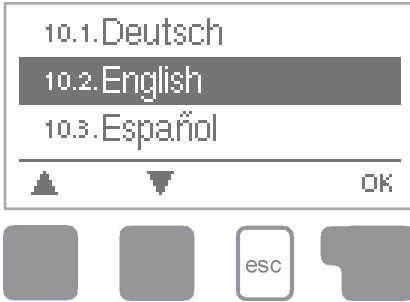 10.1.Deutsch
10.2.English
10.3.Español
▲ ▼ OK
esc